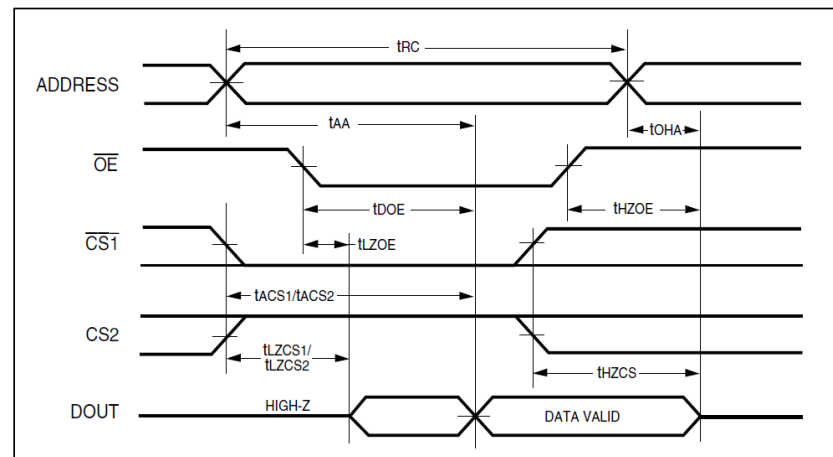 tRC
ADDRESS
tAA
tOHA
OE
tDOE
tHZOE
CS1
tLZOE
tACS1/tACS2
CS2
tLZCS1/
tLZCS2
tHZCS
HIGH-Z
DOUT
DATA VALID